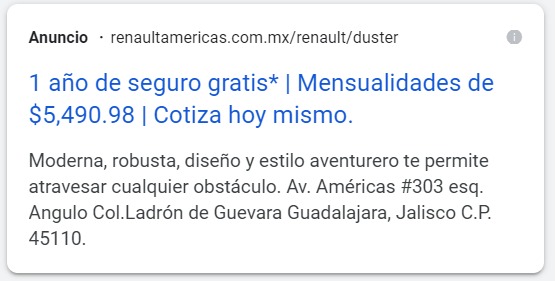 Anuncio · renaultamericas.com.mx/renault/duster
1 año de seguro gratis* | Mensualidades de
$5,490.98 | Cotiza hoy mismo.
Moderna, robusta, diseño y estilo aventurero te permite
atravesar cualquier obstáculo. Av. Américas #303 esq.
Angulo Col.Ladrón de Guevara Guadalajara, Jalisco C.P.
45110.